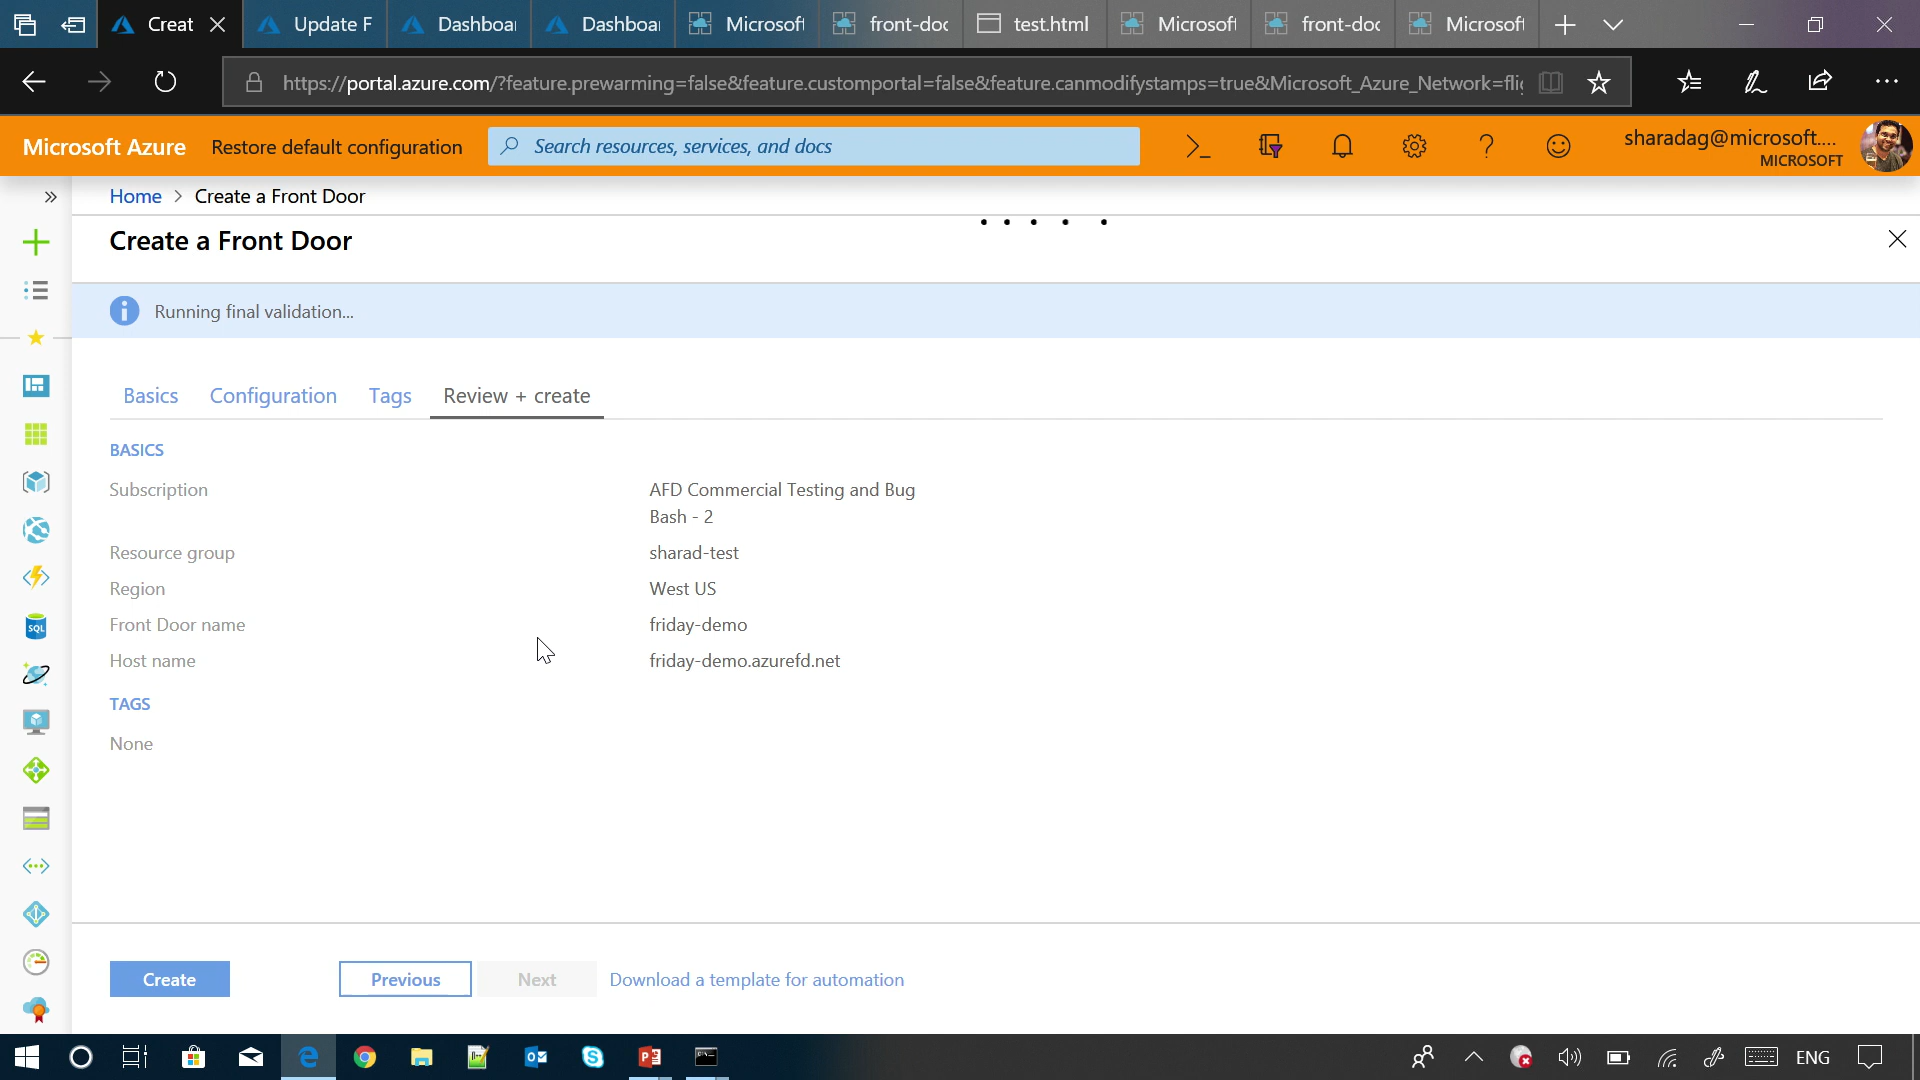 Creat
Update F
Dashboar
Dashboar
Microsoft
front-doc
test.html
Microsoft
front-doc
Microsoft
https://portal.azure.com/?feature.prewarming=false&feature.customportal=false&feature.canmodifystamps=true&Microsoft_Azure_Network=flig
Microsoft Azure
Restore default configuration
Search resources, services, and docs
sharadag@microsoft....
MICROSOFT
Home > Create a Front Door
Create a Front Door
Running final validation...
Basics
Configuration
Tags
Review + create
BASICS
Subscription
AFD Commercial Testing and Bug
Bash - 2
Resource group
sharad-test
Region
West US
Front Door name
friday-demo
Host name
friday-demo.azurefd.net
TAGS
None
SQL
Create
Previous
Next
Download a template for automation
ENG